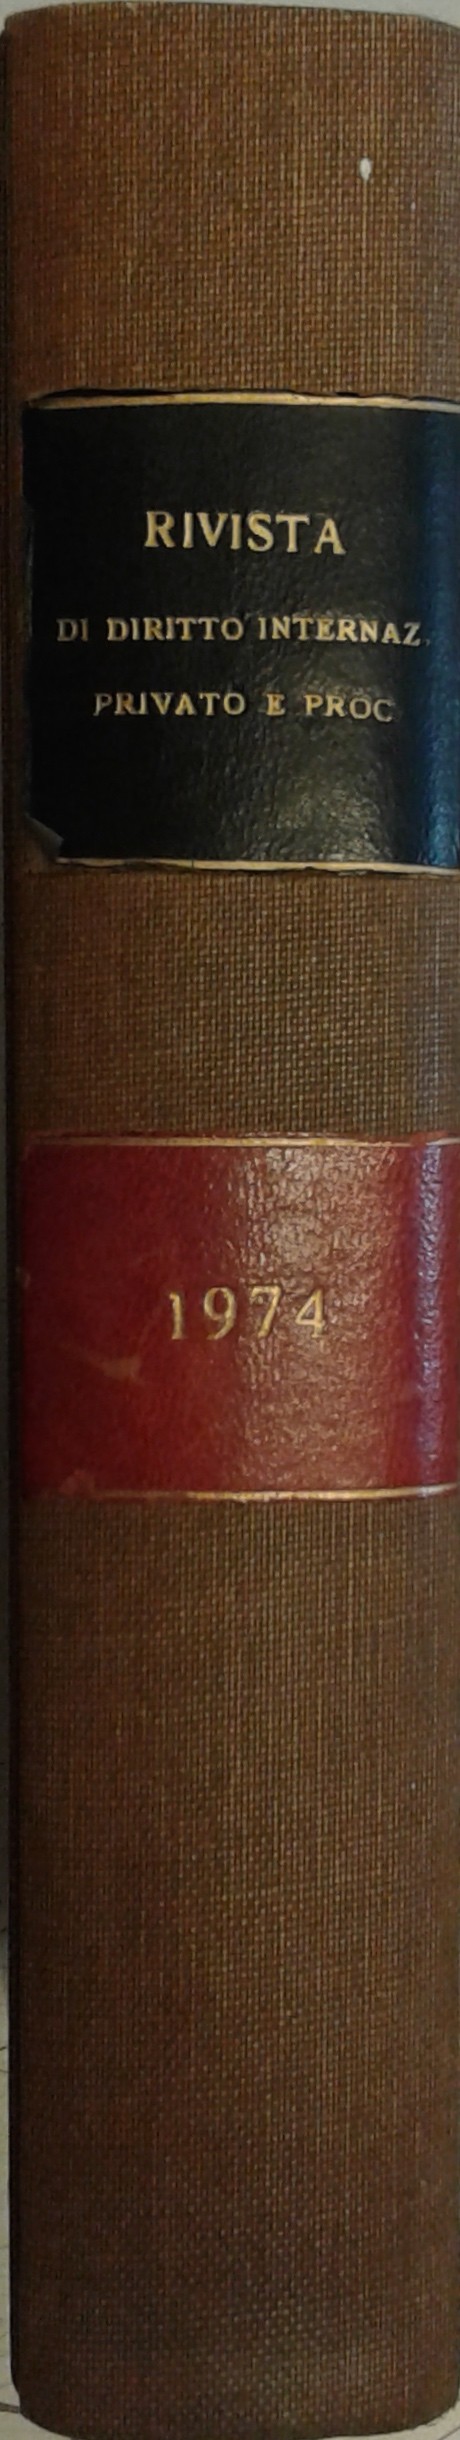 RIVISTA
DI DIRITTO INTERNAZ.
PRIVATO E PROC
1974